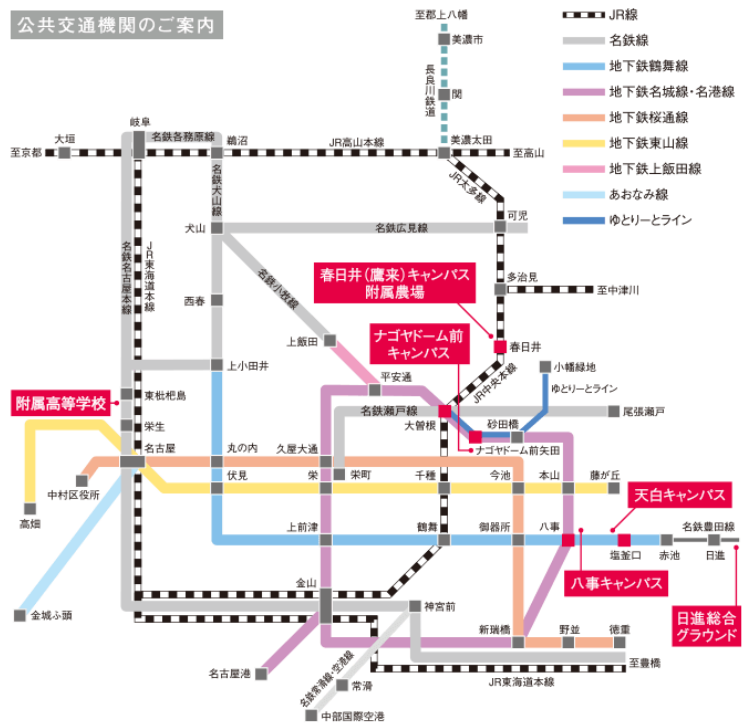 公共交通機関のご案内
JR線
名鉄線
地下鉄鶴舞線
地下鉄名城線・名港線
地下鉄桜通線
地下鉄東山線
地下鉄上飯田線
あおなみ線
ゆとりーとライン
至郡上八幡
美濃市
長良川鉄道
関
岐阜
大垣
名鉄各務原線
鵜沼
JR高山本線
美濃太田
至京都
至高山
JR太多線
名鉄犬山線
可児
犬山
名鉄広見線
名鉄名古屋本線
JR東海道本線
名鉄小牧線
春日井(鷹来)キャンパス
附属農場
多治見
至中津川
西春
ナゴヤドーム前
キャンパス
上飯田
春日井
上小田井
平安通
JR中央本線
小幡緑地
ゆとりーとライン
附属高等学校
東枇杷島
名鉄瀬戸線
尾張瀬戸
大曽根
砂田橋
栄生
ナゴヤドーム前矢田
名古屋
丸の内
久屋大通
栄町
中村区役所
伏見
栄
千種
今池
本山
藤が丘
高畑
天白キャンパス
上前津
鶴舞
御器所
八事
名鉄豊田線
塩釜口
赤池
日進
八事キャンパス
金山
金城ふ頭
神宮前
日進総合
グラウンド
新瑞橋
野並
徳重
名古屋港
名鉄常滑線・空港線
至豊橋
常滑
JR東海道本線
中部国際空港